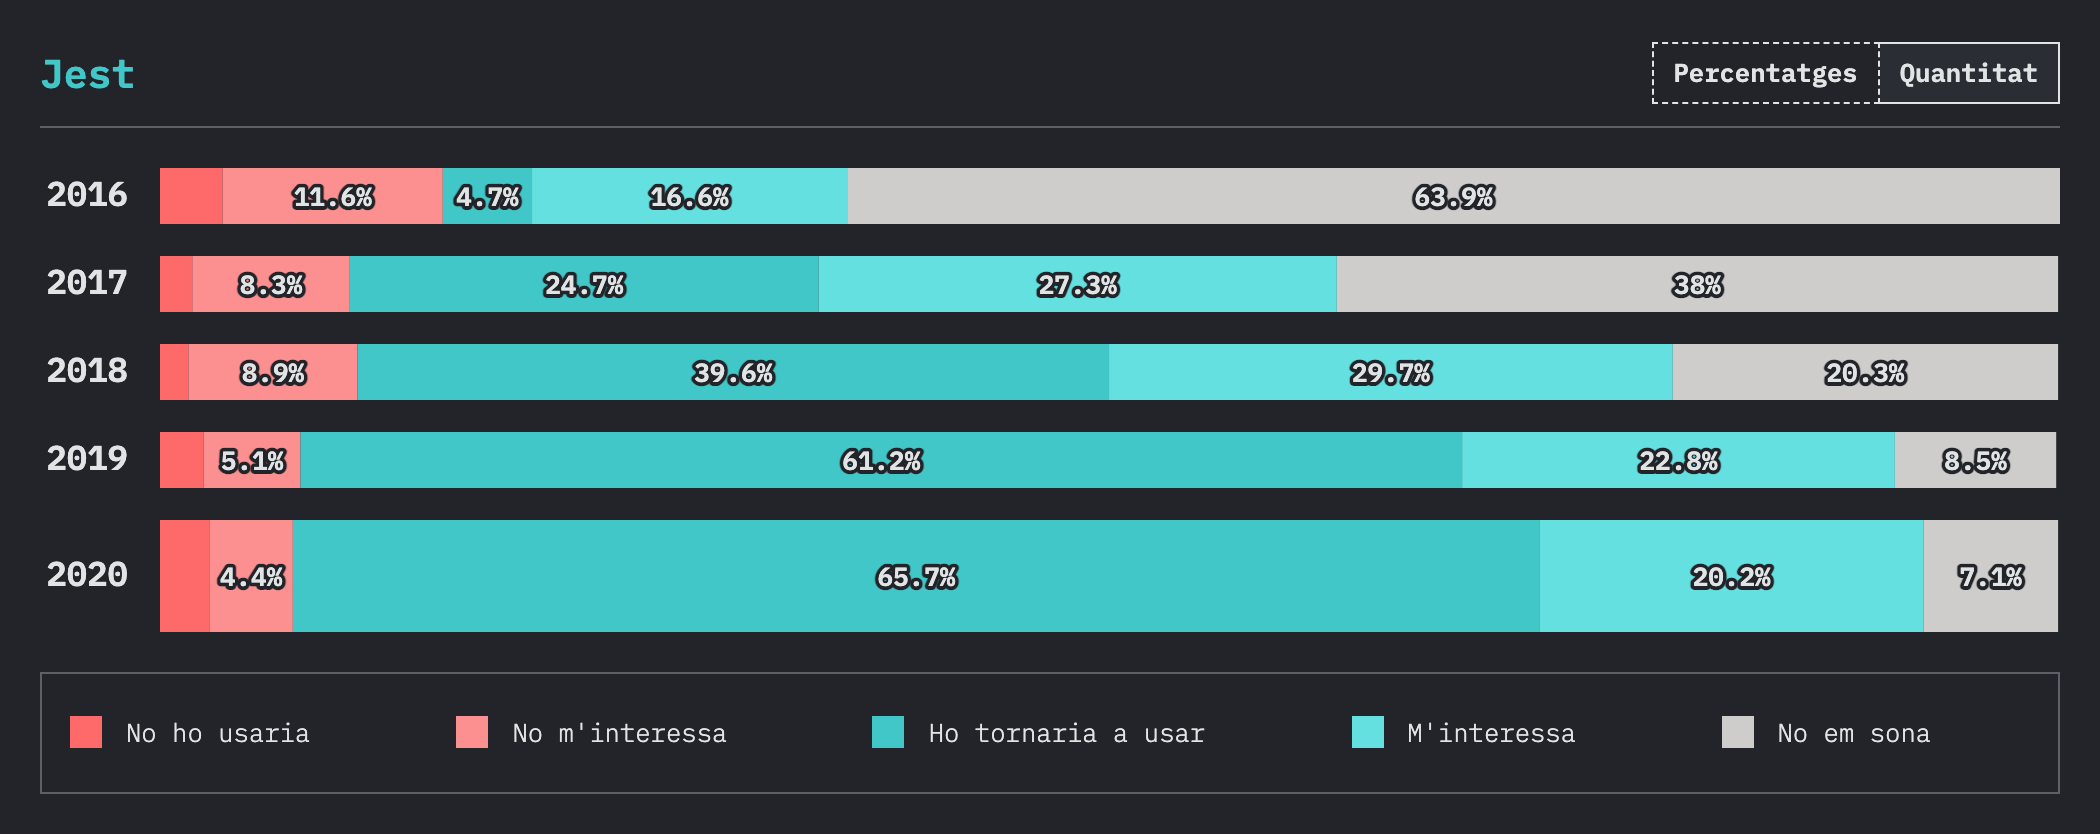 Jest
Percentatges Quantitat
2016 11.6% 4.7% 16.6% 63.9%
2017 8.3% 24.7% 27.3% 38%
2018 8.9% 39.6% 29.7% 20.3%
2019 5.1% 61.2% 22.8% 8.5%
2020 4.4% 65.7% 20.2% 7.1%
No ho usaria No m'interessa Ho tornaria a usar M'interessa No em sona